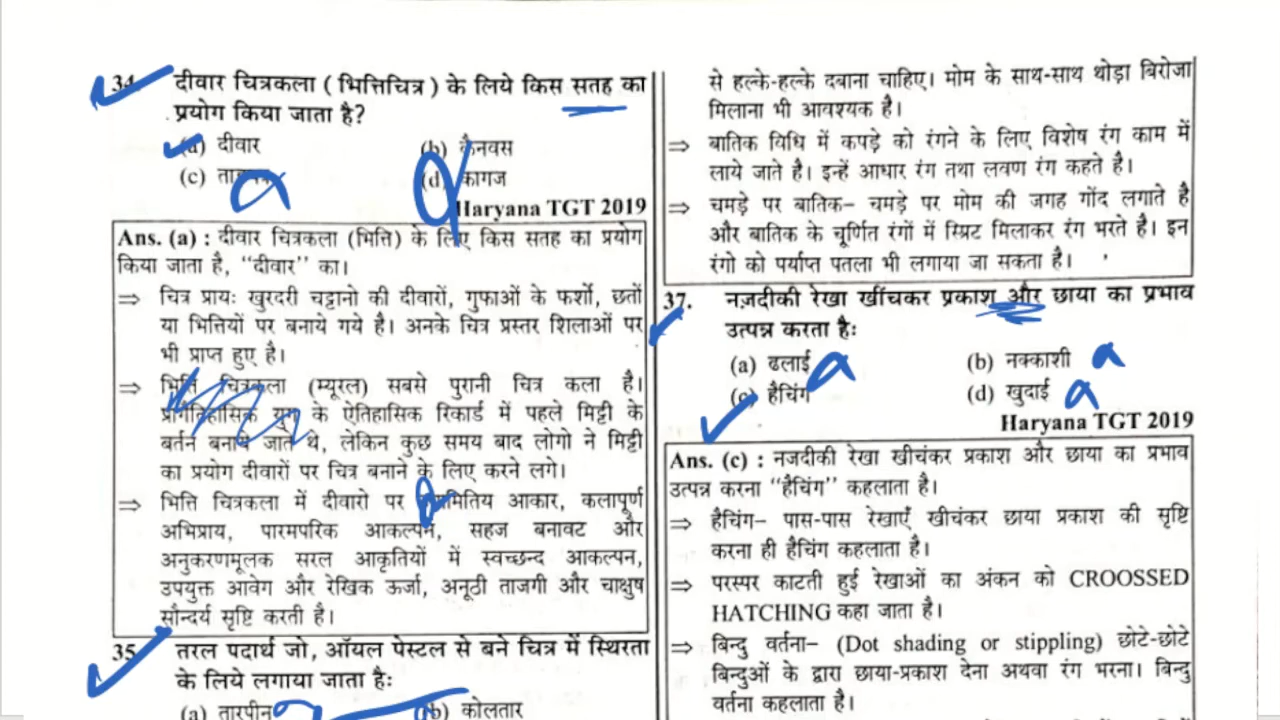 34. दीवार चित्रकला ( भित्तिचित्र ) के लिये किस सतह का
प्रयोग किया जाता है?
(a) दीवार (b) कैनवस
(c) (d) कागज
Haryana TGT 2019
Ans. (a) : दीवार चित्रकला (भित्ति) के लिए किस सतह का प्रयोग
किया जाता है, “दीवार” का।
⇒ चित्र प्रायः खुरदरी चट्टानो की दीवारों, गुफाओं के फर्शो, छतों
या भित्तियों पर बनाये गये है। अनके चित्र प्रस्तर शिलाओं पर
भी प्राप्त हुए है।
⇒ भित्ति चित्रकला (म्यूरल) सबसे पुरानी चित्र कला है।
प्रागैतिहासिक युग के ऐतिहासिक रिकार्ड में पहले मिट्टी के
बर्तन बनाये जाते थे, लेकिन कुछ समय बाद लोगो ने मिट्टी
का प्रयोग दीवारों पर चित्र बनाने के लिए करने लगे।
⇒ भित्ति चित्रकला में दीवारो पर आकार, कलापूर्ण
अभिप्राय, पारमपरिक आकल्पन, सहज बनावट और
अनुकरणमूलक सरल आकृतियों में स्वच्छन्द आकल्पन,
उपयुक्त आवेग और रेखिक ऊर्जा, अनूठी ताजगी और चाक्षुष
सौन्दर्य सृष्टि करती है।
35. तरल पदार्थ जो, ऑयल पेस्टल से बने चित्र में स्थिरता
के लिये लगाया जाता हैः
(a) तारपीन (b) कोलतार
से हल्के-हल्के दबाना चाहिए। मोम के साथ-साथ थोड़ा बिरोजा
मिलाना भी आवश्यक है।
⇒ बातिक विधि में कपड़े को रंगने के लिए विशेष रंग काम में
लाये जाते है। इन्हें आधार रंग तथा लवण रंग कहते है।
⇒ चमड़े पर बातिक– चमड़े पर मोम की जगह गोंद लगाते है
और बातिक के चूर्णित रंगों में स्प्रिट मिलाकर रंग भरते है। इन
रंगो को पर्याप्त पतला भी लगाया जा सकता है।
37. नज़दीकी रेखा खींचकर प्रकाश और छाया का प्रभाव
उत्पन्न करता हैः
(a) ढलाई a (b) नक्काशी a
(c) हैचिंग (d) खुदाई a
Haryana TGT 2019
Ans. (c) : नजदीकी रेखा खीचंकर प्रकाश और छाया का प्रभाव
उत्पन्न करना “हैचिंग” कहलाता है।
⇒ हैचिंग– पास-पास रेखाएँ खीचंकर छाया प्रकाश की सृष्टि
करना ही हैचिंग कहलाता है।
⇒ परस्पर काटती हुई रेखाओं का अंकन को CROOSSED
HATCHING कहा जाता है।
⇒ बिन्दु वर्तना– (Dot shading or stippling) छोटे-छोटे
बिन्दुओं के द्वारा छाया-प्रकाश देना अथवा रंग भरना। बिन्दु
वर्तना कहलाता है।